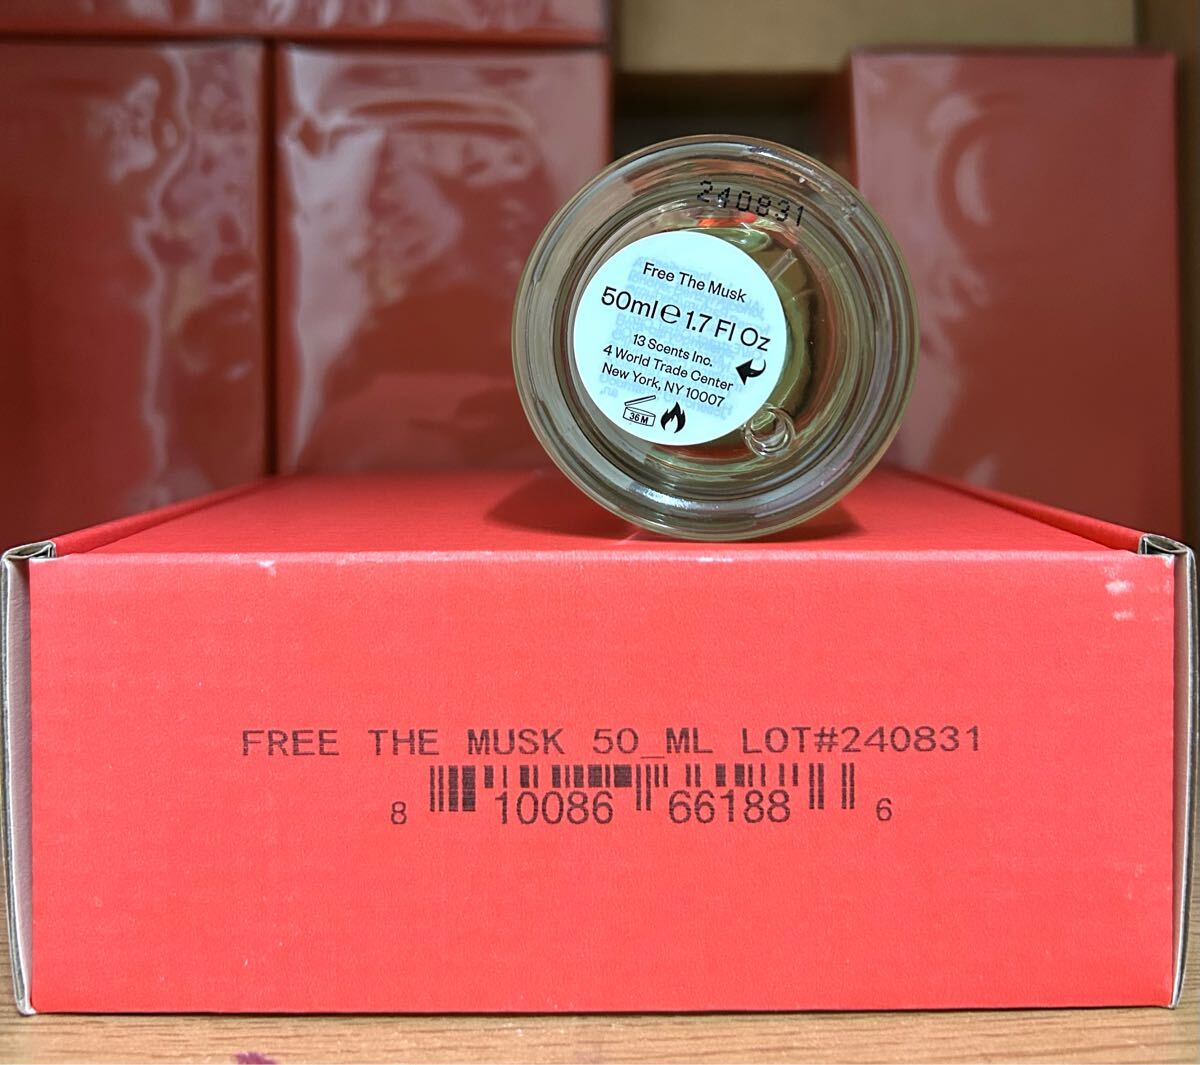 240831
Free The Musk
50ml e 1.7 Fl Oz
13 Scents Inc.
4 World Trade Center
New York, NY 10007
36M
FREE THE MUSK 50_ML LOT#240831
8 10086 66188 6